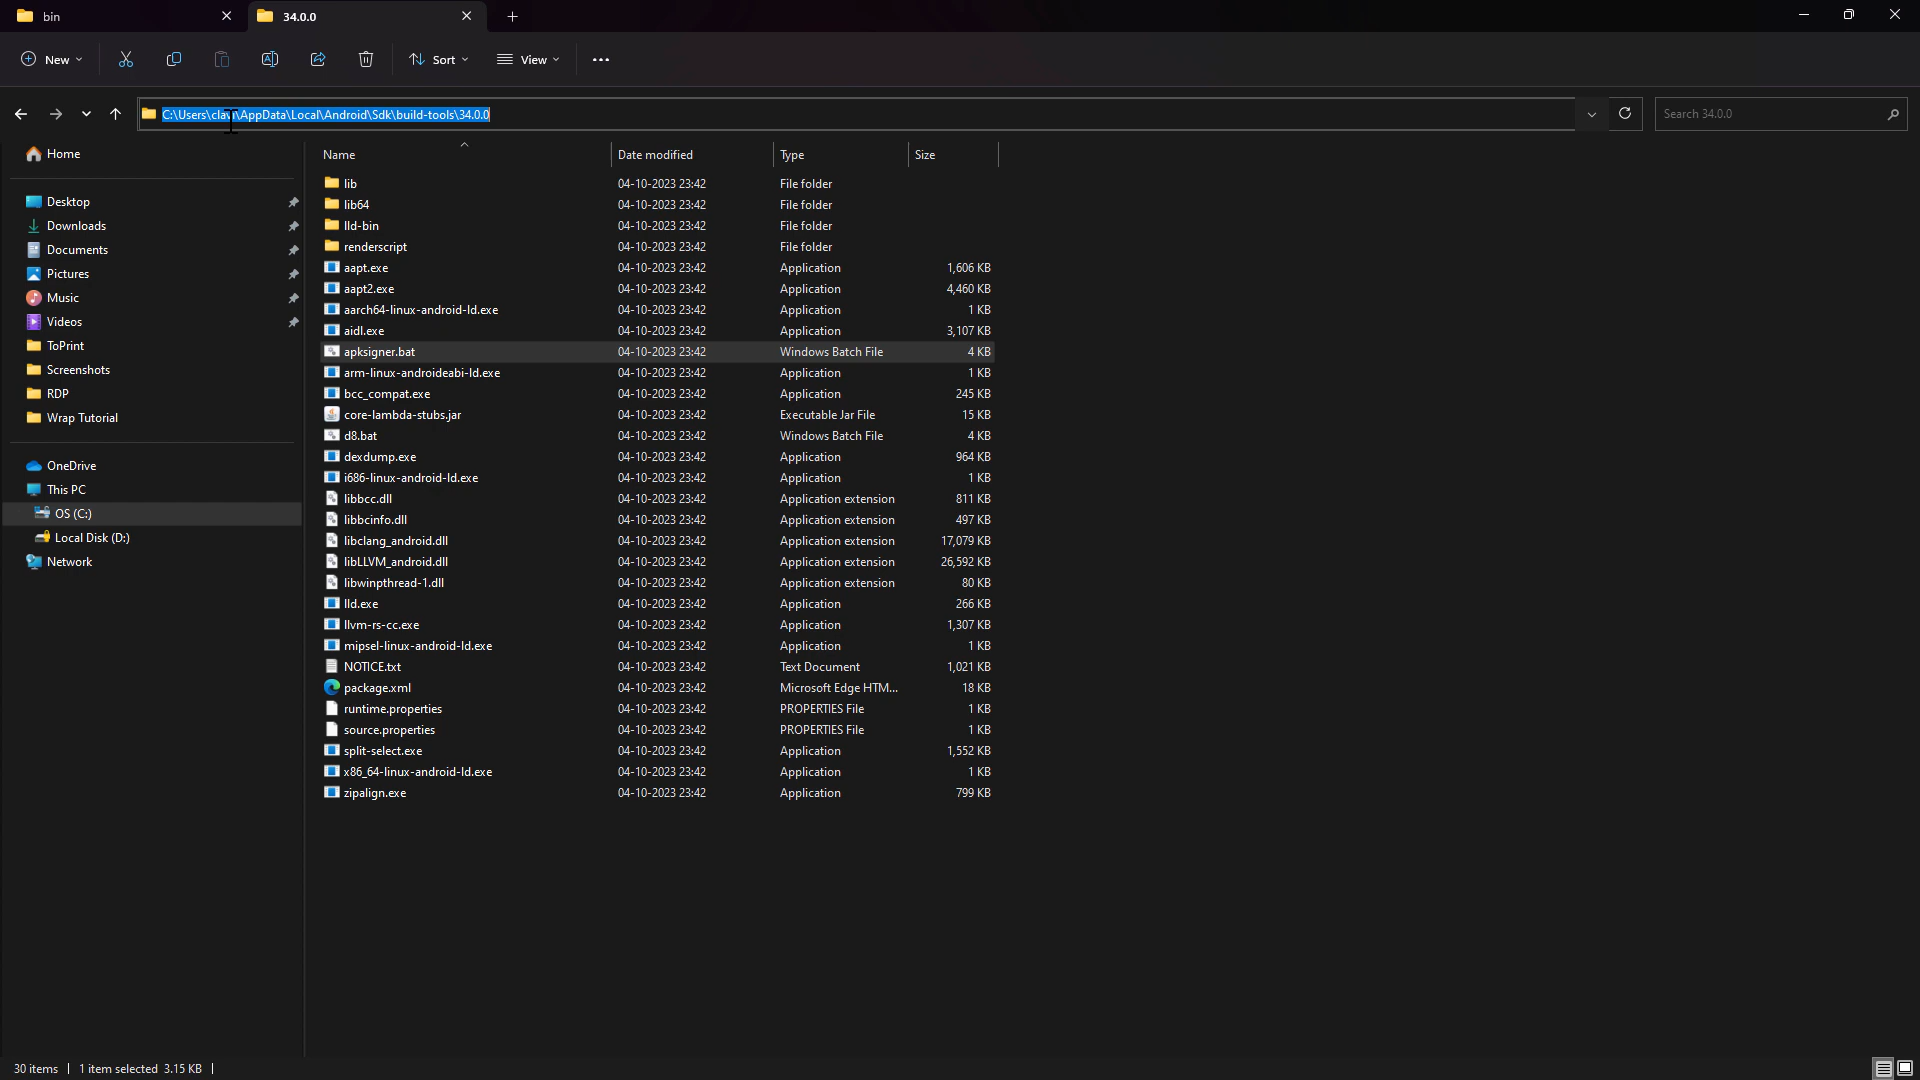 bin
34.0.0
New
Sort
View
C:\Users\clavi\AppData\Local\Android\Sdk\build-tools\34.0.0
Search 34.0.0
Home
Desktop
Downloads
Documents
Pictures
Music
Videos
ToPrint
Screenshots
RDP
Wrap Tutorial
OneDrive
This PC
OS (C:)
Local Disk (D:)
Network
Name Date modified Type Size
lib 04-10-2023 23:42 File folder
lib64 04-10-2023 23:42 File folder
lld-bin 04-10-2023 23:42 File folder
renderscript 04-10-2023 23:42 File folder
aapt.exe 04-10-2023 23:42 Application 1,606 KB
aapt2.exe 04-10-2023 23:42 Application 4,460 KB
aarch64-linux-android-ld.exe 04-10-2023 23:42 Application 1 KB
aidl.exe 04-10-2023 23:42 Application 3,107 KB
apksigner.bat 04-10-2023 23:42 Windows Batch File 4 KB
arm-linux-androideabi-ld.exe 04-10-2023 23:42 Application 1 KB
bcc_compat.exe 04-10-2023 23:42 Application 245 KB
core-lambda-stubs.jar 04-10-2023 23:42 Executable Jar File 15 KB
d8.bat 04-10-2023 23:42 Windows Batch File 4 KB
dexdump.exe 04-10-2023 23:42 Application 964 KB
i686-linux-android-ld.exe 04-10-2023 23:42 Application 1 KB
libbcc.dll 04-10-2023 23:42 Application extension 811 KB
libbcinfo.dll 04-10-2023 23:42 Application extension 497 KB
libclang_android.dll 04-10-2023 23:42 Application extension 17,079 KB
libLLVM_android.dll 04-10-2023 23:42 Application extension 26,592 KB
libwinpthread-1.dll 04-10-2023 23:42 Application extension 80 KB
lld.exe 04-10-2023 23:42 Application 266 KB
llvm-rs-cc.exe 04-10-2023 23:42 Application 1,307 KB
mipsel-linux-android-ld.exe 04-10-2023 23:42 Application 1 KB
NOTICE.txt 04-10-2023 23:42 Text Document 1,021 KB
package.xml 04-10-2023 23:42 Microsoft Edge HTM... 18 KB
runtime.properties 04-10-2023 23:42 PROPERTIES File 1 KB
source.properties 04-10-2023 23:42 PROPERTIES File 1 KB
split-select.exe 04-10-2023 23:42 Application 1,552 KB
x86_64-linux-android-ld.exe 04-10-2023 23:42 Application 1 KB
zipalign.exe 04-10-2023 23:42 Application 799 KB
30 items 1 item selected 3.15 KB